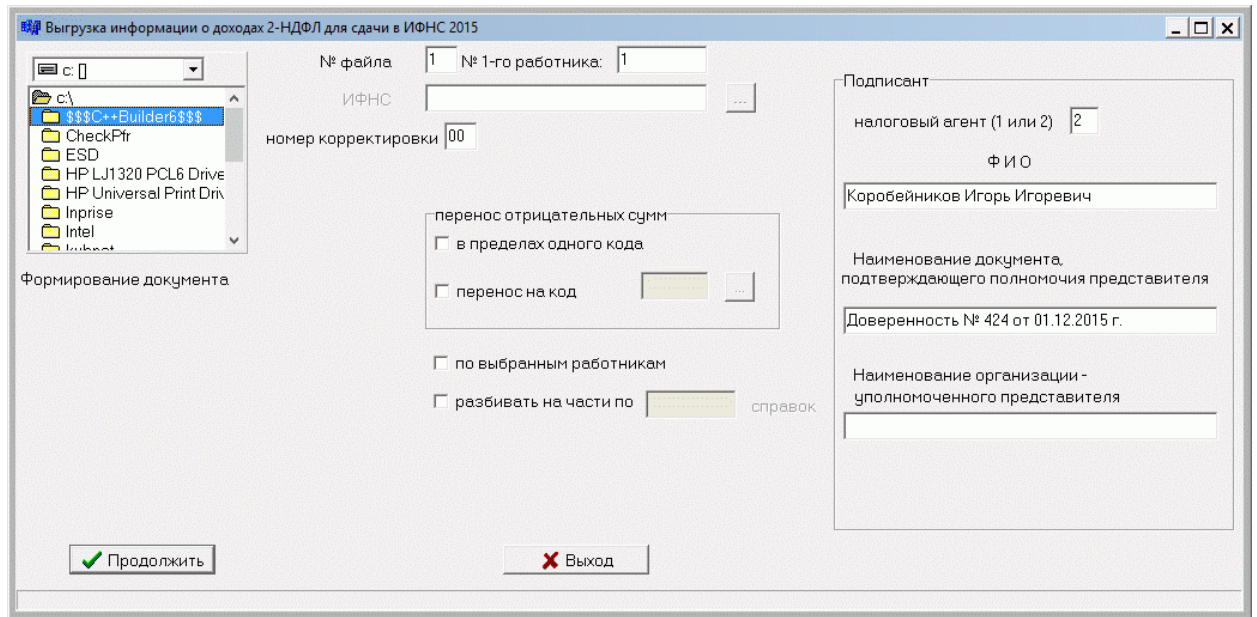 Выгрузка информации о доходах 2-НДФЛ для сдачи в ИФНС 2015
c: []
c:\
$$$C++Builder6$$$
CheckPfr
ESD
HP LJ1320 PCL6 Drive
HP Universal Print Driv
Inprise
Intel
Формирование документа
№ файла 1 № 1-го работника: 1
ИФНС ...
номер корректировки 00
перенос отрицательных сумм
в пределах одного кода
перенос на код ...
по выбранным работникам
разбивать на части по справок
Подписант
налоговый агент (1 или 2) 2
Ф И О
Коробейников Игорь Игоревич
Наименование документа,
подтверждающего полномочия представителя
Доверенность № 424 от 01.12.2015 г.
Наименование организации -
уполномоченного представителя
Продолжить
Выход